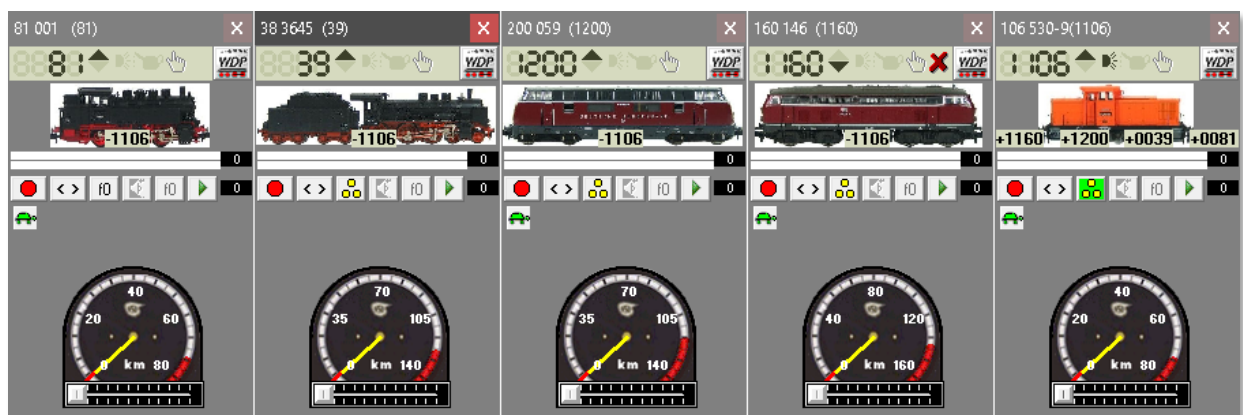 81 001 (81)
81
WDP
-1106
0
< > f0 f0 0
40
20 60
0 km 80
38 3645 (39)
39
WDP
-1106
0
< > f0 0
70
35 105
0 km 140
200 059 (1200)
1200
WDP
-1106
0
< > f0 0
70
35 105
0 km 140
160 146 (1160)
1160
WDP
-1106
0
< > f0 0
80
40 120
0 km 160
106 530-9(1106)
1106
WDP
+1160 +1200 +0039 +0081
0
< > f0 0
40
20 60
0 km 80